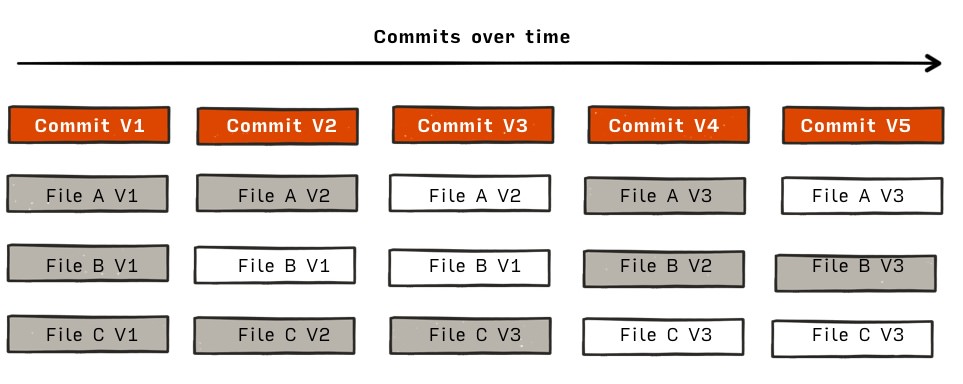 Commits over time
Commit V1 Commit V2 Commit V3 Commit V4 Commit V5
File A V1 File A V2 File A V2 File A V3 File A V3
File B V1 File B V1 File B V1 File B V2 File B V3
File C V1 File C V2 File C V3 File C V3 File C V3